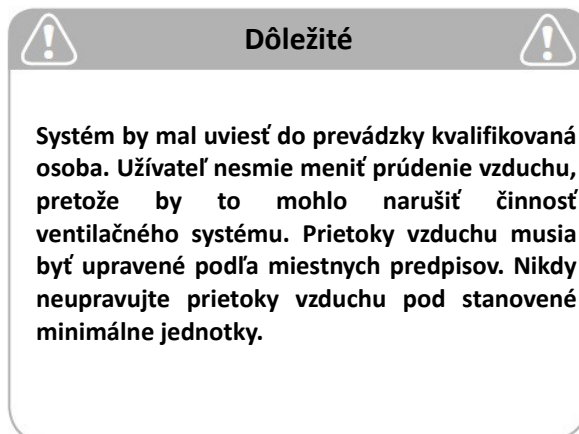 Dôležité
Systém by mal uviesť do prevádzky kvalifikovaná
osoba. Užívateľ nesmie meniť prúdenie vzduchu,
pretože by to mohlo narušiť činnosť
ventilačného systému. Prietoky vzduchu musia
byť upravené podľa miestnych predpisov. Nikdy
neupravujte prietoky vzduchu pod stanovené
minimálne jednotky.